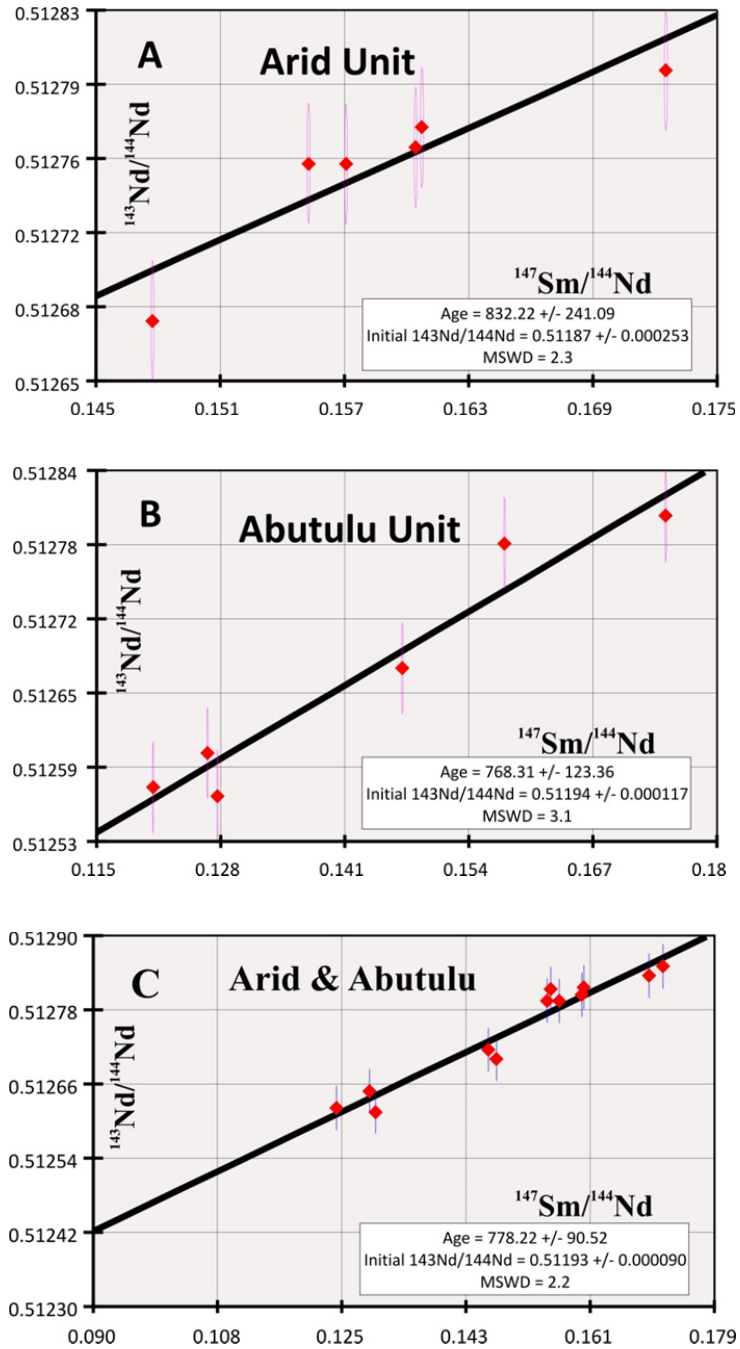 0.51283
A
Arid Unit
0.51279
¹⁴³Nd/¹⁴⁴Nd
0.51276
0.51272
¹⁴⁷Sm/¹⁴⁴Nd
0.51268
Age = 832.22 +/- 241.09
Initial 143Nd/144Nd = 0.51187 +/- 0.000253
MSWD = 2.3
0.51265
0.145 0.151 0.157 0.163 0.169 0.175
0.51284
B
Abutulu Unit
0.51278
¹⁴³Nd/¹⁴⁴Nd
0.51272
0.51265
¹⁴⁷Sm/¹⁴⁴Nd
0.51259
Age = 768.31 +/- 123.36
Initial 143Nd/144Nd = 0.51194 +/- 0.000117
MSWD = 3.1
0.51253
0.115 0.128 0.141 0.154 0.167 0.18
0.51290
C
Arid & Abutulu
0.51278
¹⁴³Nd/¹⁴⁴Nd
0.51266
0.51254
¹⁴⁷Sm/¹⁴⁴Nd
0.51242
Age = 778.22 +/- 90.52
Initial 143Nd/144Nd = 0.51193 +/- 0.000090
MSWD = 2.2
0.51230
0.090 0.108 0.125 0.143 0.161 0.179